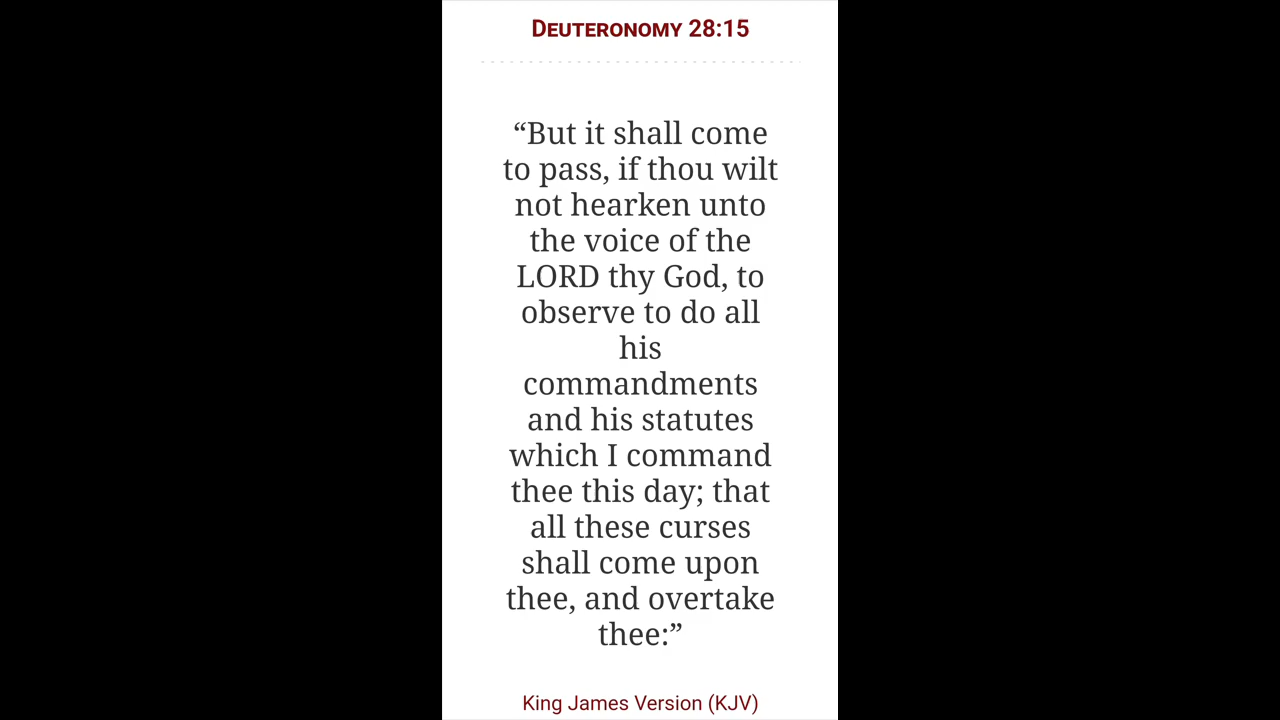 Deuteronomy 28:15
“But it shall come
to pass, if thou wilt
not hearken unto
the voice of the
LORD thy God, to
observe to do all
his
commandments
and his statutes
which I command
thee this day; that
all these curses
shall come upon
thee, and overtake
thee:”
King James Version (KJV)